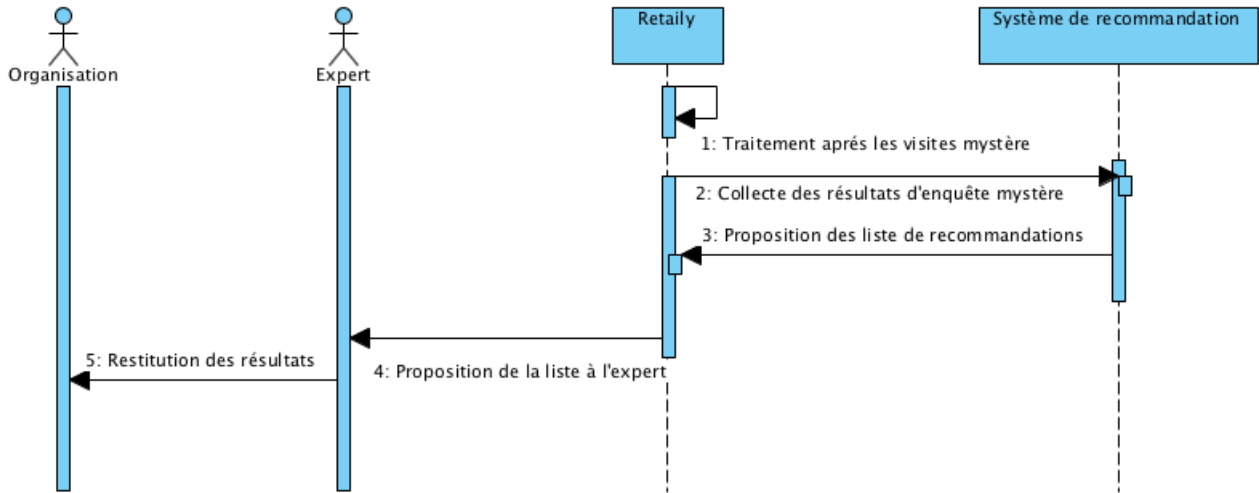 Organisation
Expert
Retaily
Système de recommandation
1: Traitement aprés les visites mystère
2: Collecte des résultats d'enquête mystère
3: Proposition des liste de recommandations
4: Proposition de la liste à l'expert
5: Restitution des résultats